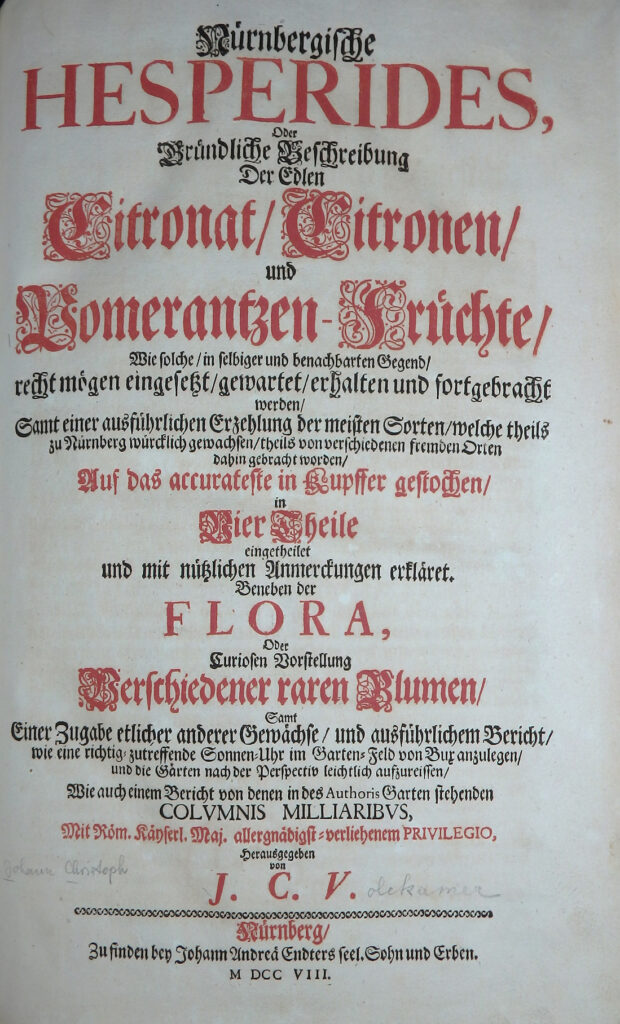 Nürnbergische
HESPERIDES,
Oder
Gründliche Beschreibung
Der Edlen
Citronat/ Citronen/
und
Pomerantzen-Früchte/
Wie solche/ in selbiger und benachbarten Gegend/
recht mögen eingesetzt/ gewartet/ erhalten und fortgebracht
werden/
Samt einer ausführlichen Erzehlung der meisten Sorten/ welche theils
zu Nürnberg würcklich gewachsen/ theils von verschiedenen fremden Orten
dahin gebracht worden/
Auf das accurateste in Kupffer gestochen/
in
Vier Theile
eingetheilet
und mit nützlichen Anmerckungen erkläret.
Beneben der
FLORA,
Oder
Curiosen Vorstellung
Verschiedener raren Blumen/
Samt
Einer Zugabe etlicher anderer Gewächse/ und ausführlichem Bericht/
wie eine richtig-zutreffende Sonnen-Uhr im Garten-Feld von Bux anzulegen/
und die Gärten nach der Perspectiv leichtlich aufzureissen/
Wie auch einem Bericht von denen in des Authoris Garten stehenden
COLVMNIS MILLIARIBVS,
Mit Röm. Käyserl. Maj. allergnädigst-verliehenem PRIVILEGIO,
Herausgegeben
von
Johann Christoph
J. C. V. olckamer
Nürnberg/
Zu finden bey Johann Andreä Endters seel. Sohn und Erben.
M DCC VIII.